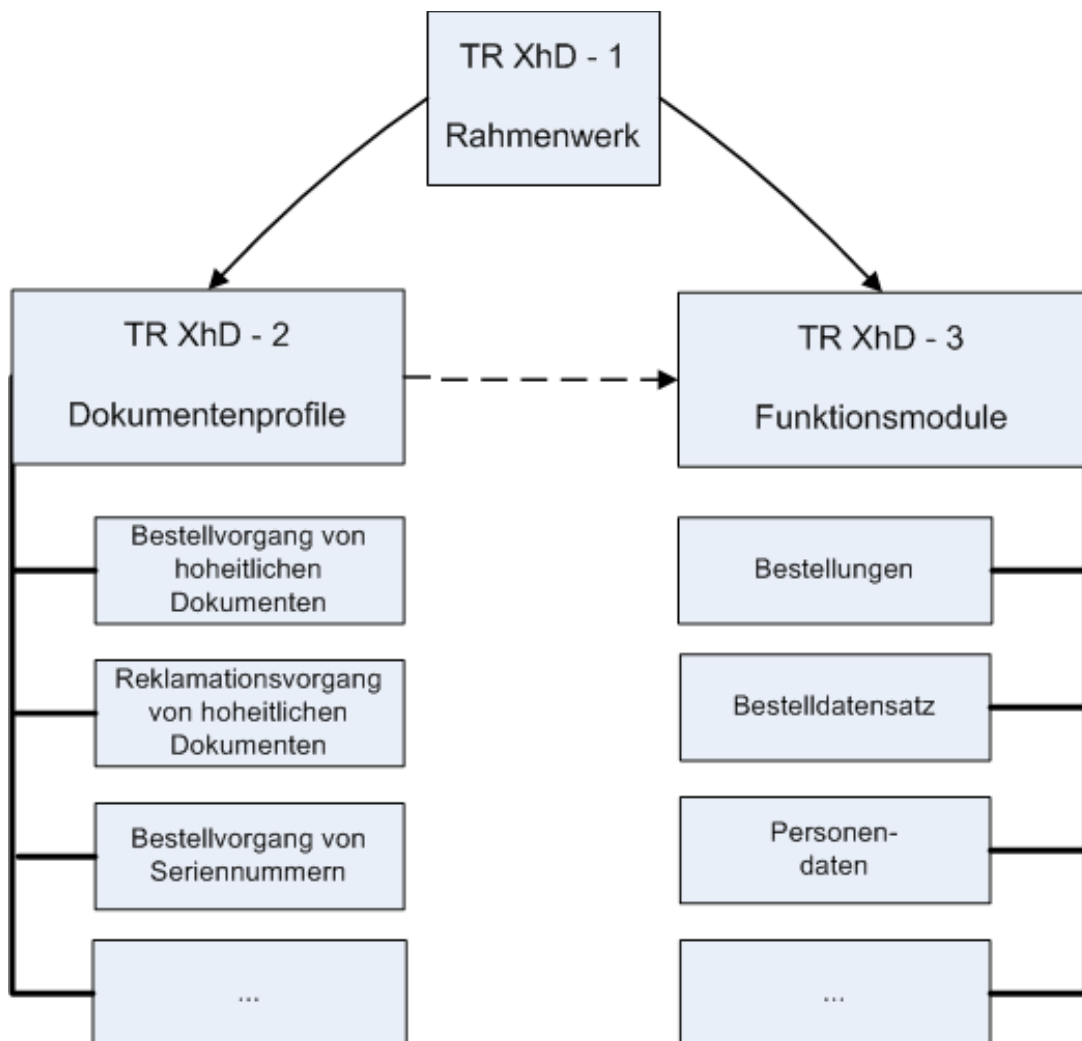 TR XhD - 1
Rahmenwerk
TR XhD - 2
Dokumentenprofile
TR XhD - 3
Funktionsmodule
Bestellvorgang von
hoheitlichen
Dokumenten
Reklamationsvorgang
von hoheitlichen
Dokumenten
Bestellvorgang von
Seriennummern
...
Bestellungen
Bestelldatensatz
Personen-
daten
...